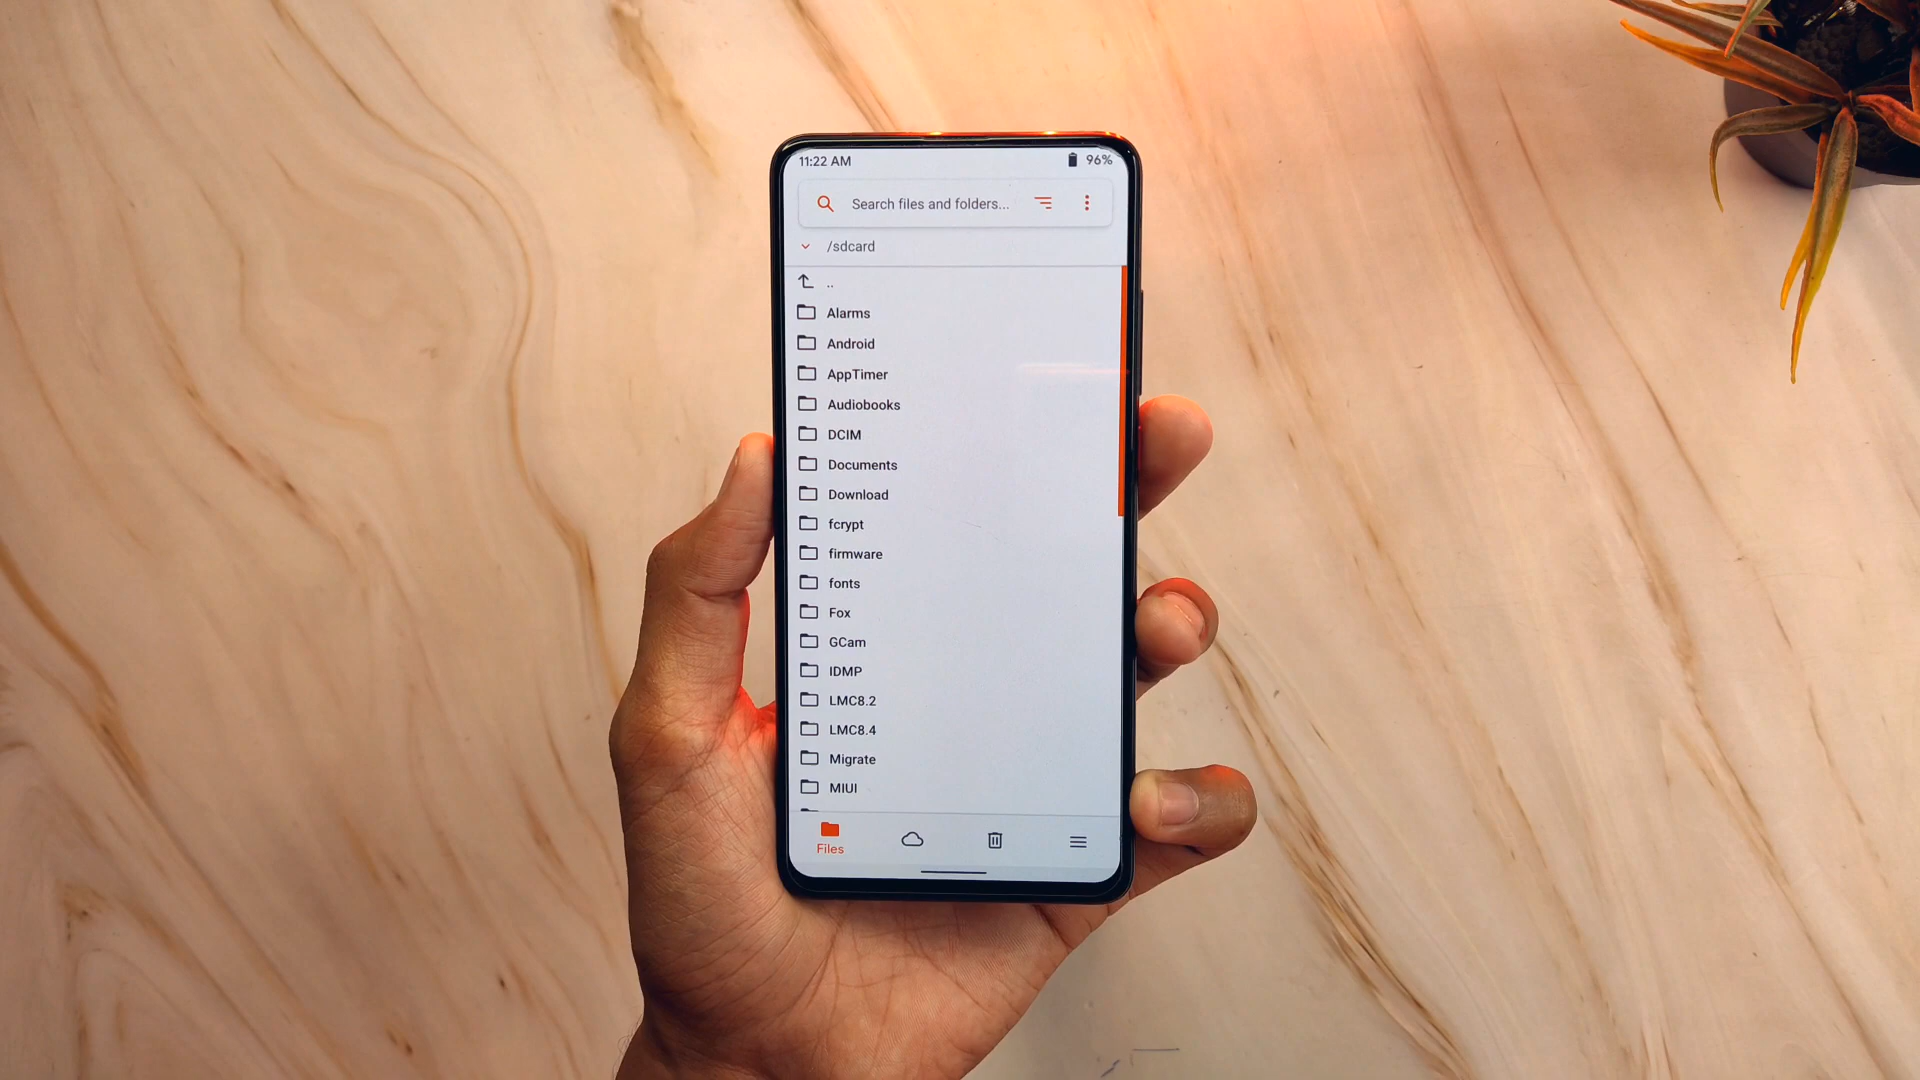 11:22 AM 96%
Search files and folders...
/sdcard
..
Alarms
Android
AppTimer
Audiobooks
DCIM
Documents
Download
fcrypt
firmware
fonts
Fox
GCam
IDMP
LMC8.2
LMC8.4
Migrate
MIUI
Files